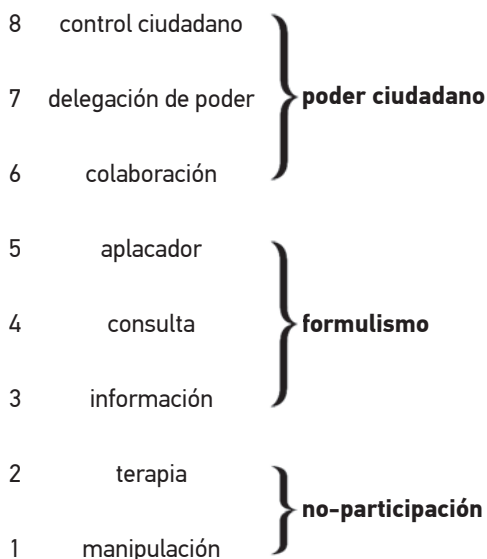 8 control ciudadano
7 delegación de poder
poder ciudadano
6 colaboración
5 aplacador
4 consulta
formulismo
3 información
2 terapia
no-participación
1 manipulación